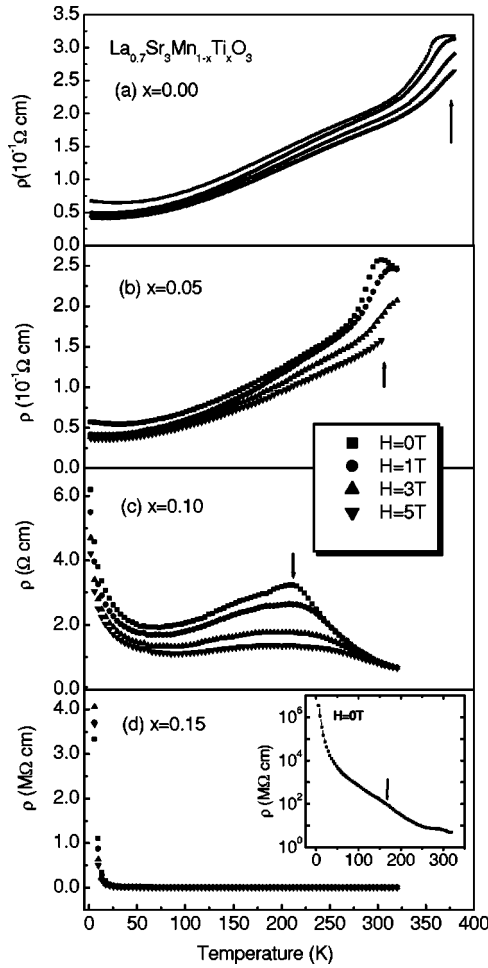 La0.7Sr3Mn1-xTixO3
(a) x=0.00
ρ(10⁻¹Ω cm)
3.5
3.0
2.5
2.0
1.5
1.0
0.5
0.0
(b) x=0.05
ρ (10⁻¹Ω cm)
2.5
2.0
1.5
1.0
0.5
0.0
H=0T
H=1T
H=3T
H=5T
(c) x=0.10
ρ (Ω cm)
6.0
4.0
2.0
0.0
(d) x=0.15
ρ (MΩ cm)
4.0
3.0
2.0
1.0
0.0
H=0T
ρ (MΩ cm)
10⁶
10⁴
10²
10⁰
0 100 200 300
0 50 100 150 200 250 300 350 400
Temperature (K)